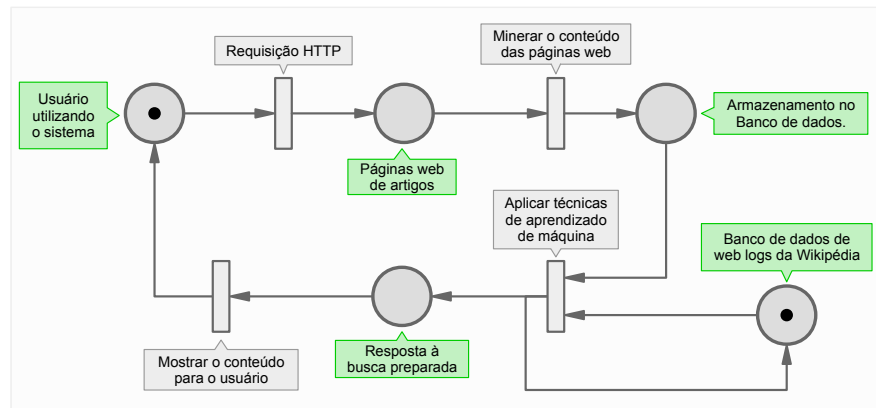 Requisição HTTP
Minerar o conteúdo
das páginas web
Usuário
utilizando
o sistema
Armazenamento no
Banco de dados.
Páginas web
de artigos
Aplicar técnicas
de aprendizado
de máquina
Banco de dados de
web logs da Wikipédia
Mostrar o conteúdo
para o usuário
Resposta à
busca preparada